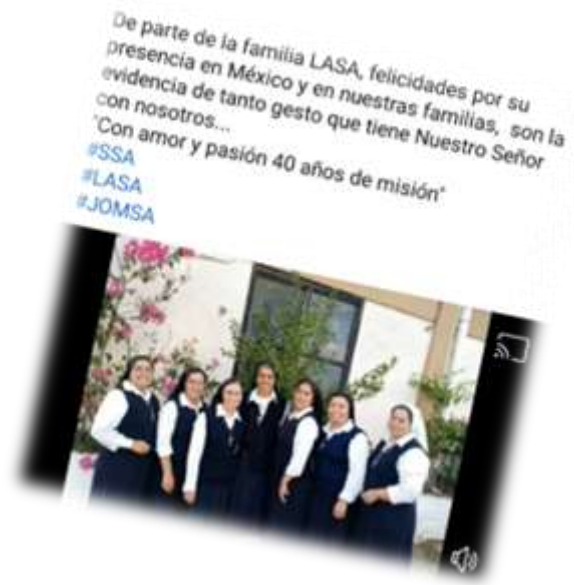 De parte de la familia LASA, felicidades por su
presencia en México y en nuestras familias, son la
evidencia de tanto gesto que tiene Nuestro Señor
con nosotros...
"Con amor y pasión 40 años de misión"
#SSA
#LASA
#JOMSA